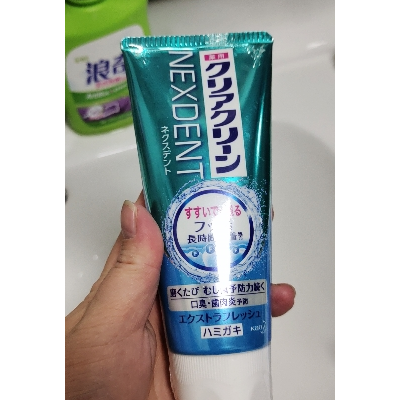 薬用
クリアクリーン
NEXDENT
ネクスデント
すすいでも
フッ素
長時間
磨くたび むし歯予防力続く
口臭・歯肉炎予防
エクストラフレッシュ
ハミガキ
浪奇